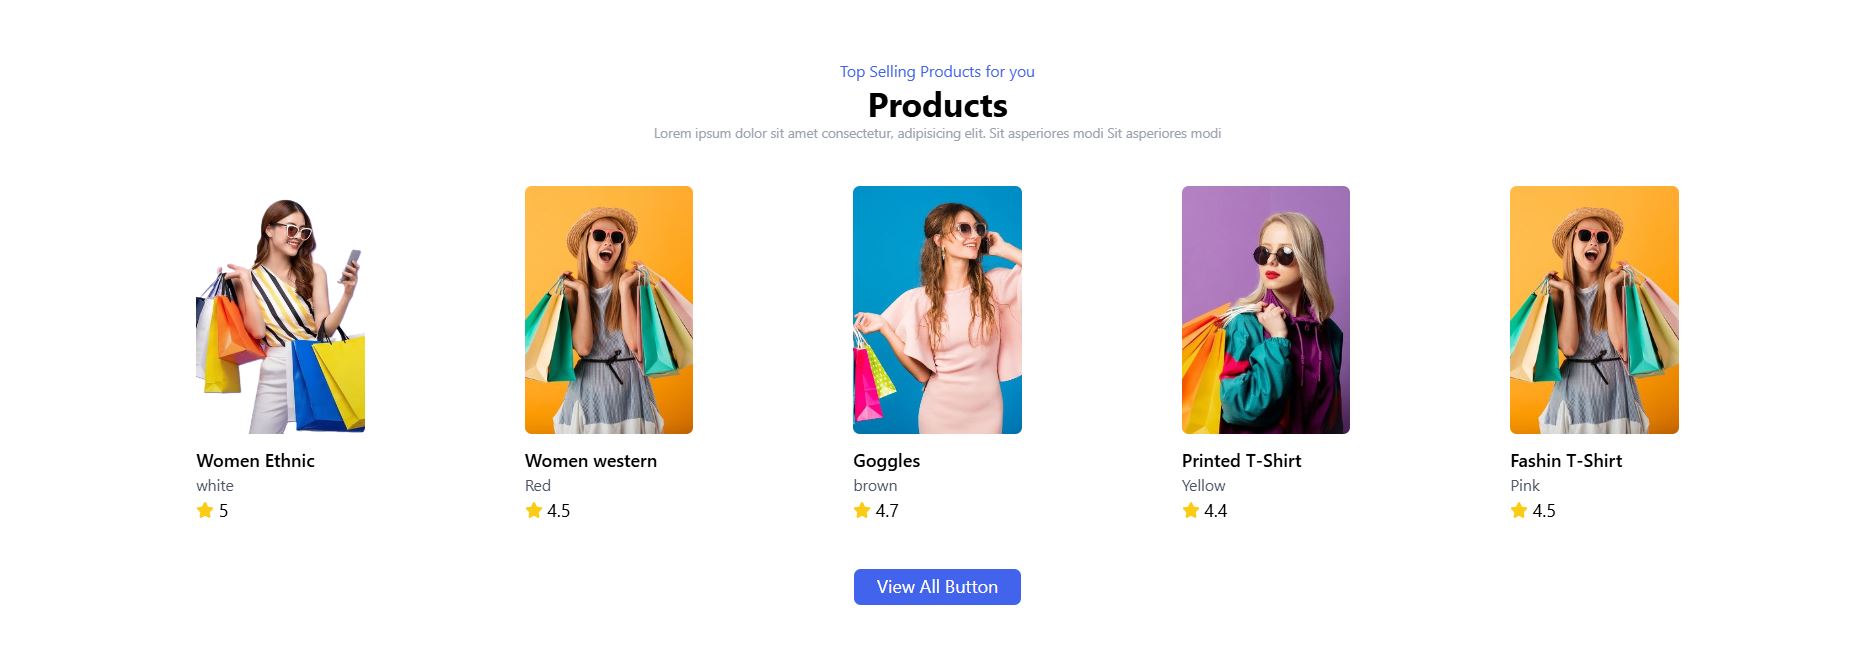 Top Selling Products for you
Products
Lorem ipsum dolor sit amet consectetur, adipisicing elit. Sit asperiores modi Sit asperiores modi
Women Ethnic
white
5
Women western
Red
4.5
Goggles
brown
4.7
Printed T-Shirt
Yellow
4.4
Fashin T-Shirt
Pink
4.5
View All Button